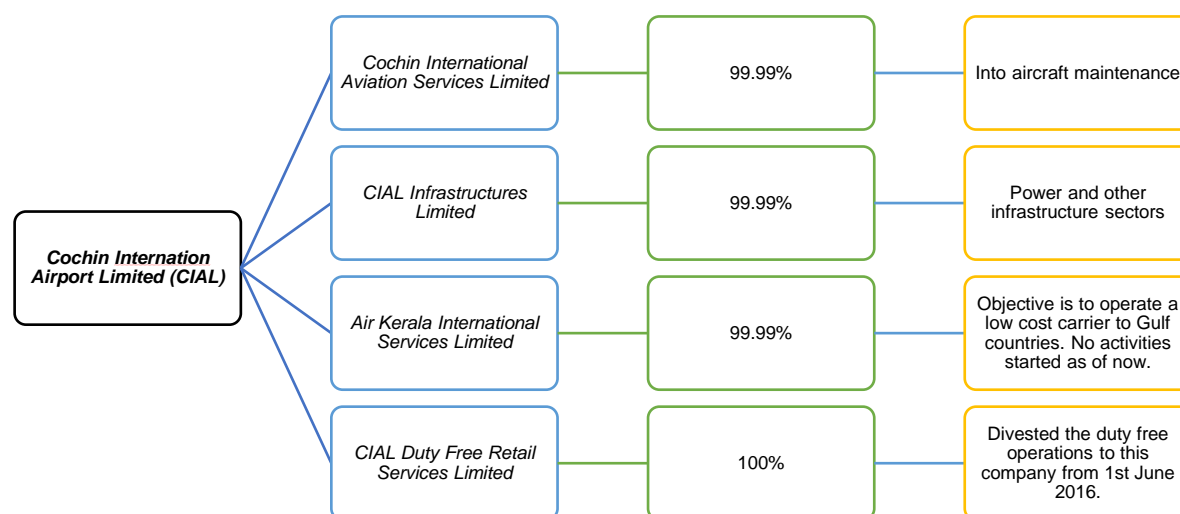 Cochin International
Aviation Services Limited
99.99%
Into aircraft maintenance
CIAL Infrastructures
Limited
99.99%
Power and other
infrastructure sectors
Cochin Internation
Airport Limited (CIAL)
Air Kerala International
Services Limited
99.99%
Objective is to operate a
low cost carrier to Gulf
countries. No activities
started as of now.
CIAL Duty Free Retail
Services Limited
100%
Divested the duty free
operations to this
company from 1st June
2016.